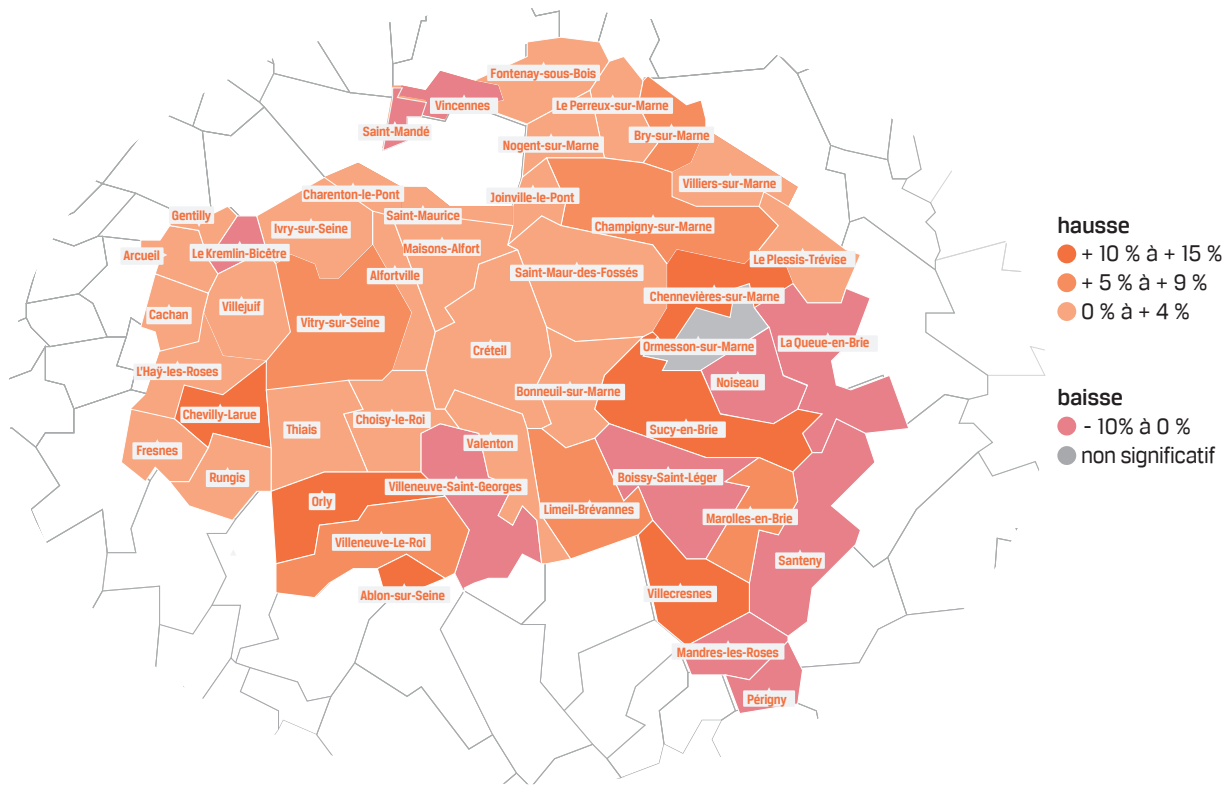 Fontenay-sous-Bois
Vincennes
Le Perreux-sur-Marne
Saint-Mandé
Bry-sur-Marne
Nogent-sur-Marne
Villiers-sur-Marne
Charenton-le-Pont
Joinville-le-Pont
Gentilly
Saint-Maurice
Ivry-sur-Seine
Champigny-sur-Marne
Arcueil
Le Kremlin-Bicêtre
Maisons-Alfort
Le Plessis-Trévise
Alfortville
Saint-Maur-des-Fossés
Chennevières-sur-Marne
Villejuif
Cachan
Vitry-sur-Seine
La Queue-en-Brie
Ormesson-sur-Marne
Créteil
L'Haÿ-les-Roses
Noiseau
Bonneuil-sur-Marne
Chevilly-Larue
Choisy-le-Roi
Thiais
Sucy-en-Brie
Valenton
Fresnes
Rungis
Boissy-Saint-Léger
Villeneuve-Saint-Georges
Orly
Limeil-Brévannes
Marolles-en-Brie
Villeneuve-Le-Roi
Santeny
Ablon-sur-Seine
Villecresnes
Mandres-les-Roses
Périgny
hausse
+ 10 % à + 15 %
+ 5 % à + 9 %
0 % à + 4 %
baisse
- 10% à 0 %
non significatif